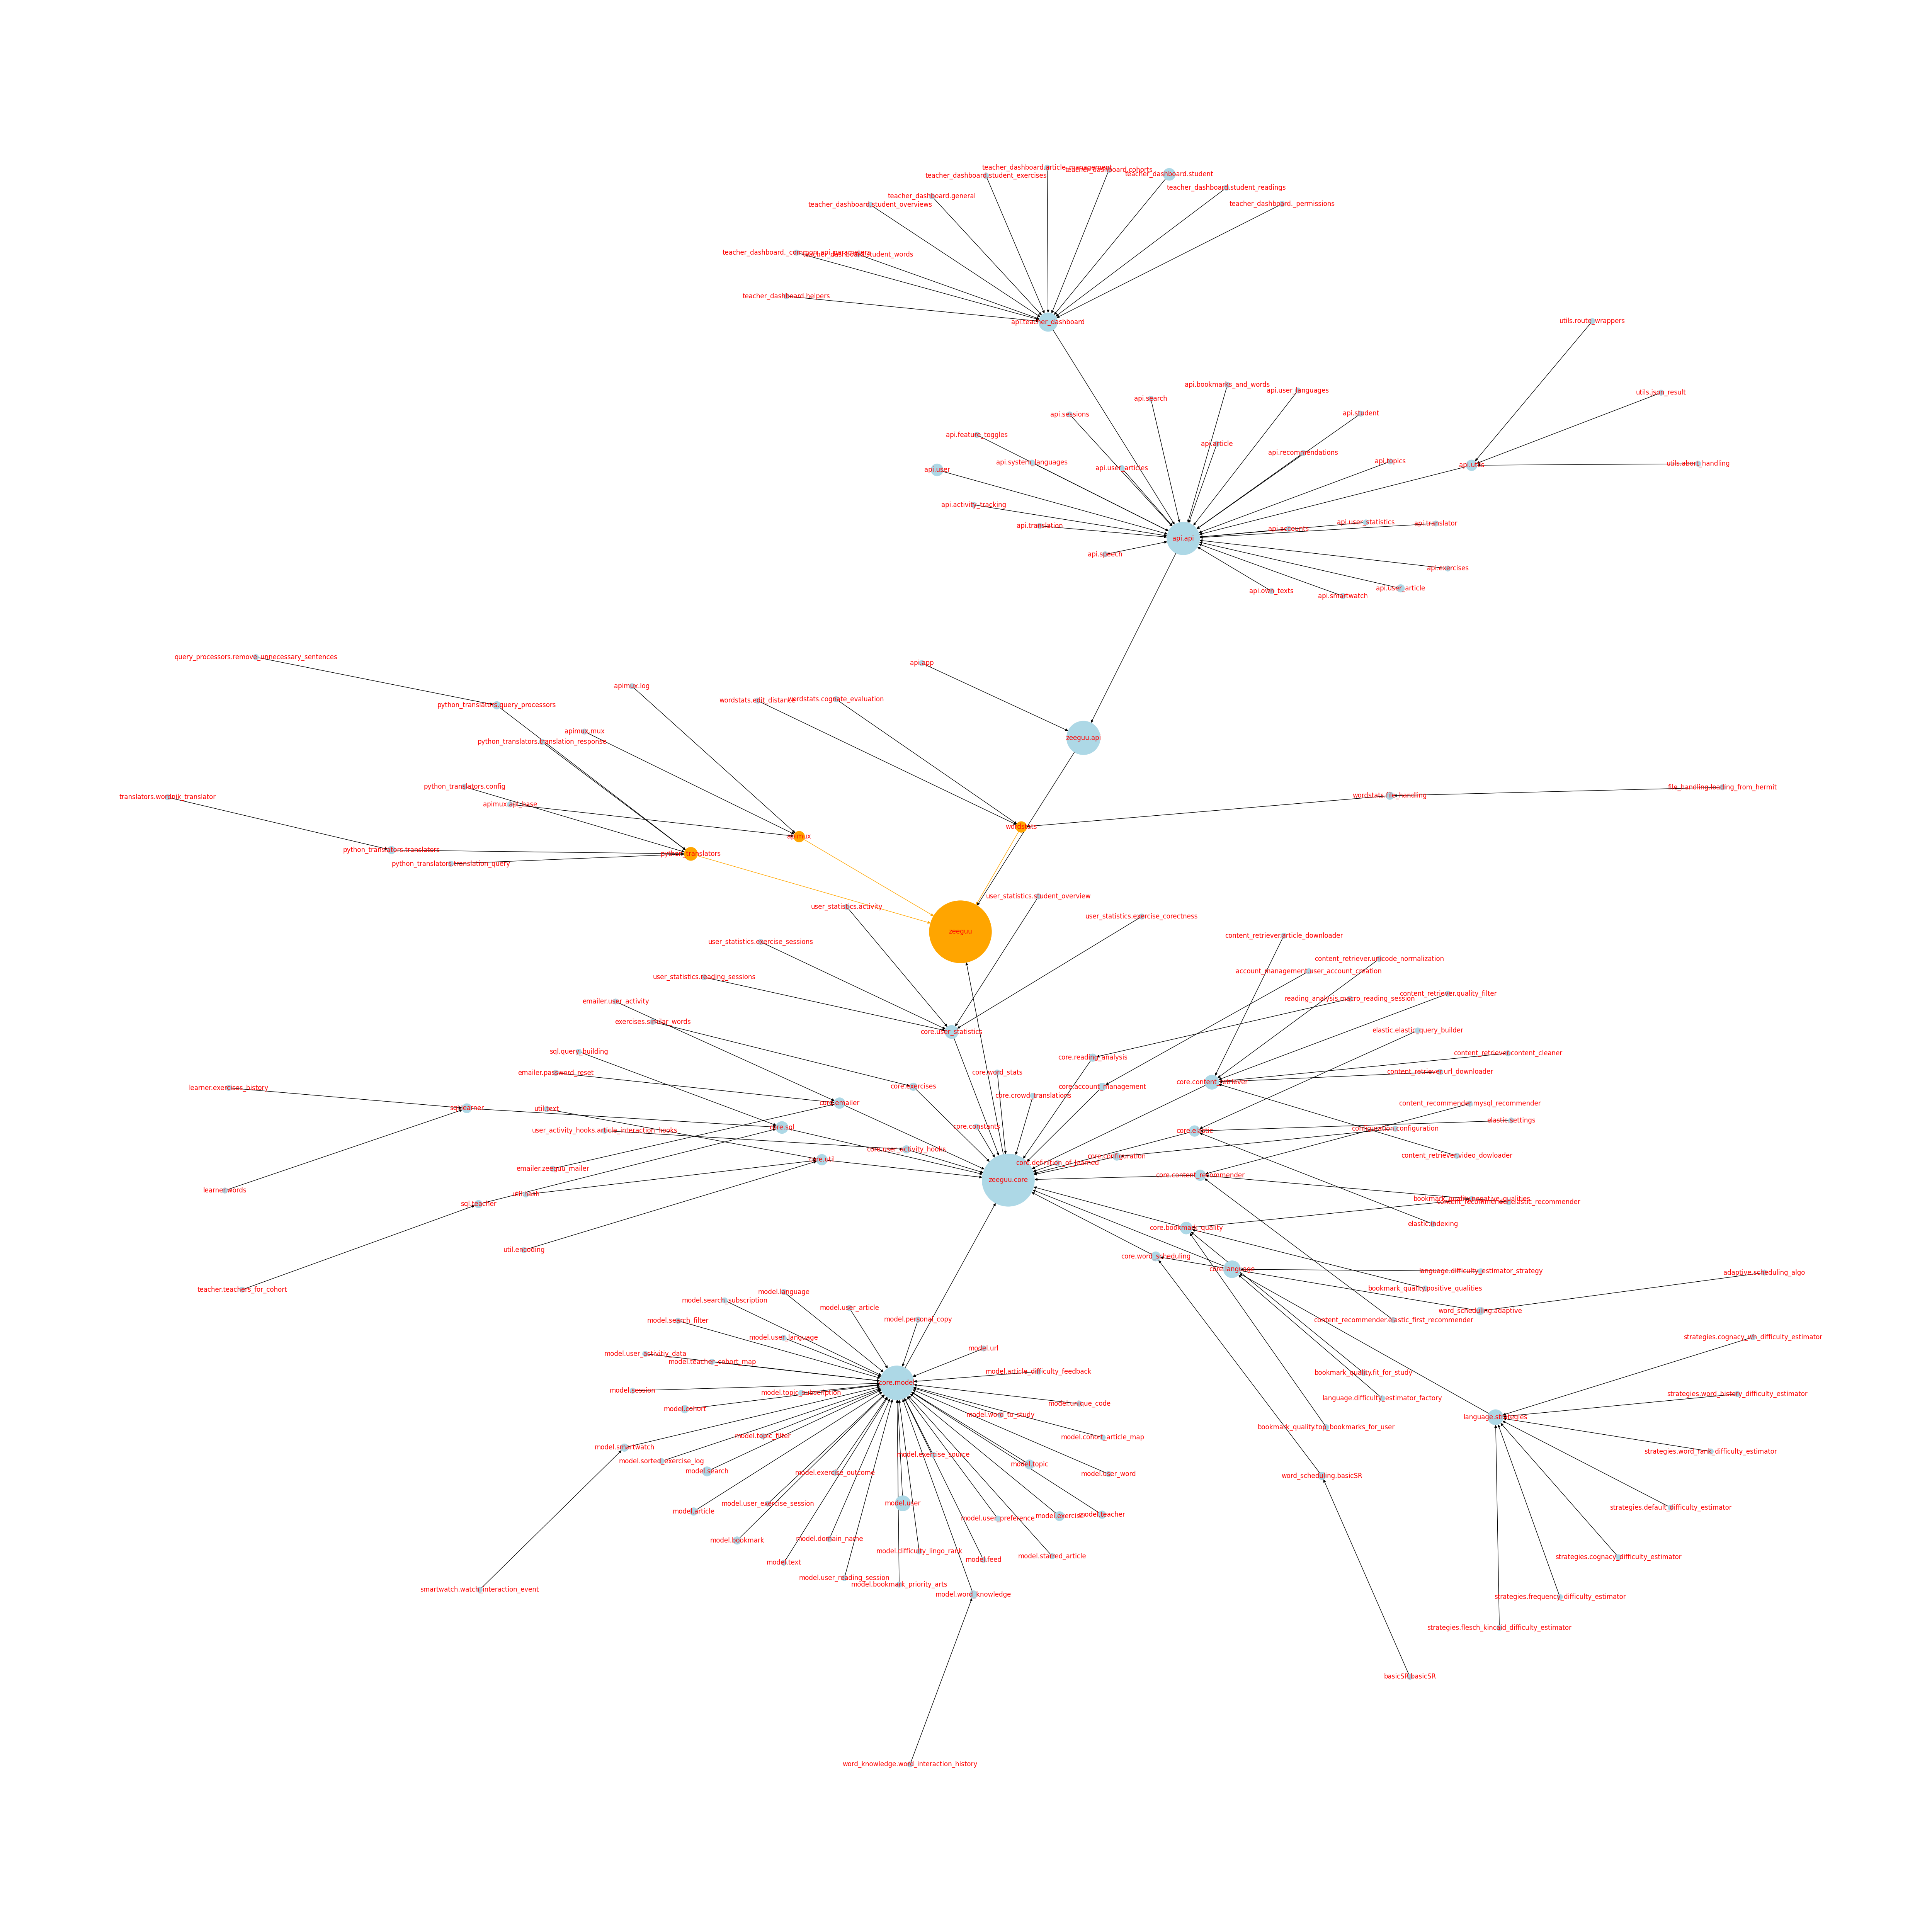 teacher_dashboard.article_management
teacher_dashboard.cohorts
teacher_dashboard.student_exercises
teacher_dashboard.student
teacher_dashboard.student_readings
teacher_dashboard.general
teacher_dashboard.student_overviews
teacher_dashboard._permissions
teacher_dashboard._common_api_parameters
teacher_dashboard.student_words
teacher_dashboard.helpers
api.teacher_dashboard
utils.route_wrappers
api.bookmarks_and_words
api.user_languages
utils.json_result
api.search
api.sessions
api.student
api.feature_toggles
api.article
api.recommendations
api.system_languages
api.topics
utils.abort_handling
api.utils
api.user
api.user_articles
api.activity_tracking
api.translation
api.accounts
api.user_statistics
api.translator
api.api
api.speech
api.exercises
api.user_article
api.own_texts
api.smartwatch
query_processors.remove_unnecessary_sentences
api.app
apimux.log
wordstats.edit_distance
wordstats.cognate_evaluation
python_translators.query_processors
apimux.mux
zeeguu.api
python_translators.translation_response
python_translators.config
file_handling.loading_from_hermit
translators.wordnik_translator
wordstats.file_handling
apimux.api_base
wordstats
apimux
python_translators.translators
python_translators
python_translators.translation_query
user_statistics.student_overview
user_statistics.activity
user_statistics.exercise_corectness
zeeguu
content_retriever.article_downloader
user_statistics.exercise_sessions
content_retriever.unicode_normalization
account_management.user_account_creation
user_statistics.reading_sessions
content_retriever.quality_filter
reading_analysis.macro_reading_session
emailer.user_activity
exercises.similar_words
elastic.elastic_query_builder
core.user_statistics
sql.query_building
content_retriever.content_cleaner
core.reading_analysis
emailer.password_reset
core.word_stats
content_retriever.url_downloader
core.content_retriever
learner.exercises_history
core.exercises
core.account_management
core.crowd_translations
core.emailer
content_recommender.mysql_recommender
sql.learner
util.text
elastic.settings
core.constants
core.sql
user_activity_hooks.article_interaction_hooks
core.elastic
configuration.configuration
core.user_activity_hooks
core.configuration
content_retriever.video_dowloader
core.util
core.definition_of_learned
emailer.zeeguu_mailer
core.content_recommender
zeeguu.core
learner.words
util.hash
bookmark_quality.negative_qualities
content_recommender.elastic_recommender
sql.teacher
elastic.indexing
core.bookmark_quality
util.encoding
core.word_scheduling
core.language
language.difficulty_estimator_strategy
adaptive.scheduling_algo
teacher.teachers_for_cohort
bookmark_quality.positive_qualities
model.language
model.search_subscription
model.user_article
word_scheduling.adaptive
model.search_filter
model.personal_copy
content_recommender.elastic_first_recommender
model.user_language
strategies.cognacy_wh_difficulty_estimator
model.url
model.user_activitiy_data
model.teacher_cohort_map
model.article_difficulty_feedback
bookmark_quality.fit_for_study
core.model
model.session
model.topic_subscription
strategies.word_history_difficulty_estimator
language.difficulty_estimator_factory
model.unique_code
model.cohort
model.word_to_study
language.strategies
bookmark_quality.top_bookmarks_for_user
model.topic_filter
model.cohort_article_map
model.smartwatch
strategies.word_rank_difficulty_estimator
model.exercise_source
model.sorted_exercise_log
model.topic
model.search
model.exercise_outcome
model.user_word
word_scheduling.basicSR
model.user_exercise_session
model.user
strategies.default_difficulty_estimator
model.article
model.user_preference
model.exercise
model.teacher
model.bookmark
model.domain_name
model.difficulty_lingo_rank
model.starred_article
strategies.cognacy_difficulty_estimator
model.text
model.feed
model.user_reading_session
model.bookmark_priority_arts
smartwatch.watch_interaction_event
model.word_knowledge
strategies.frequency_difficulty_estimator
strategies.flesch_kincaid_difficulty_estimator
basicSR.basicSR
word_knowledge.word_interaction_history